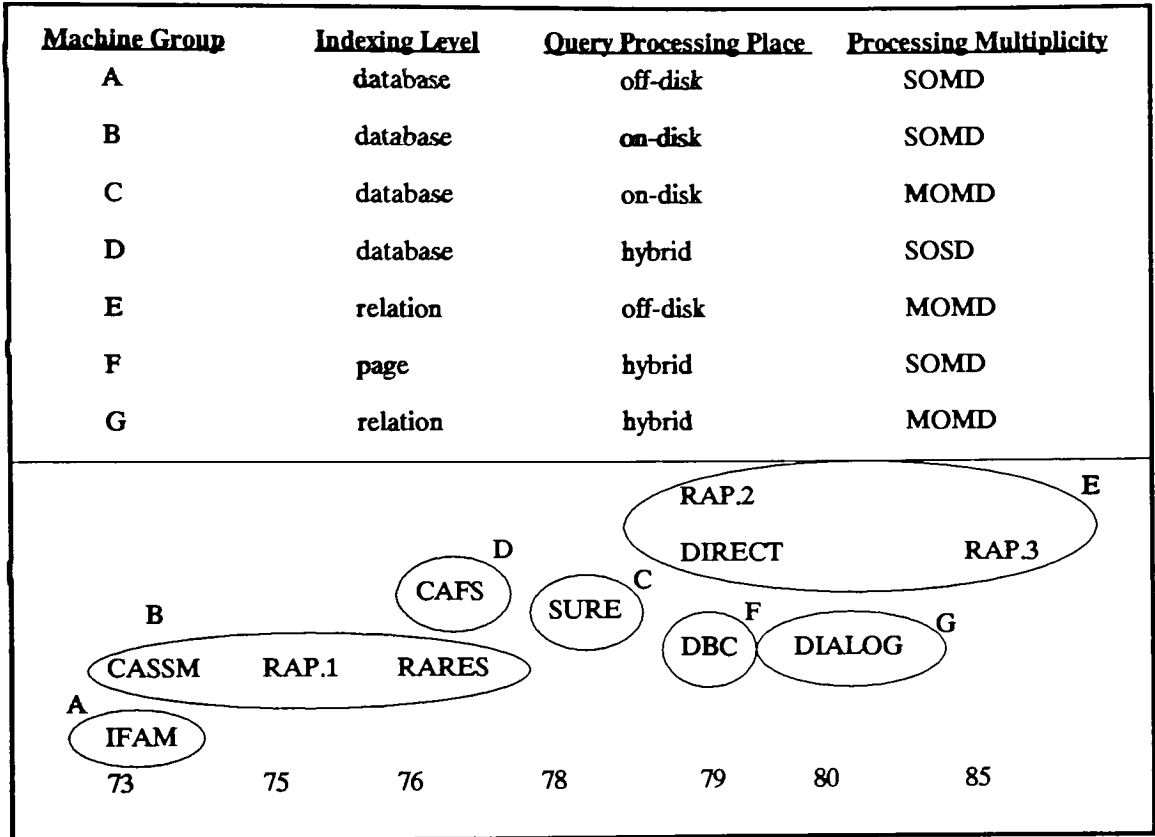 Machine Group Indexing Level Query Processing Place Processing Multiplicity
A database off-disk SOMD
B database on-disk SOMD
C database on-disk MOMD
D database hybrid SOSD
E relation off-disk MOMD
F page hybrid SOMD
G relation hybrid MOMD
RAP.2 E
DIRECT RAP.3
D
CAFS C
SURE
B F G
DBC DIALOG
CASSM RAP.1 RARES
A
IFAM
73 75 76 78 79 80 85